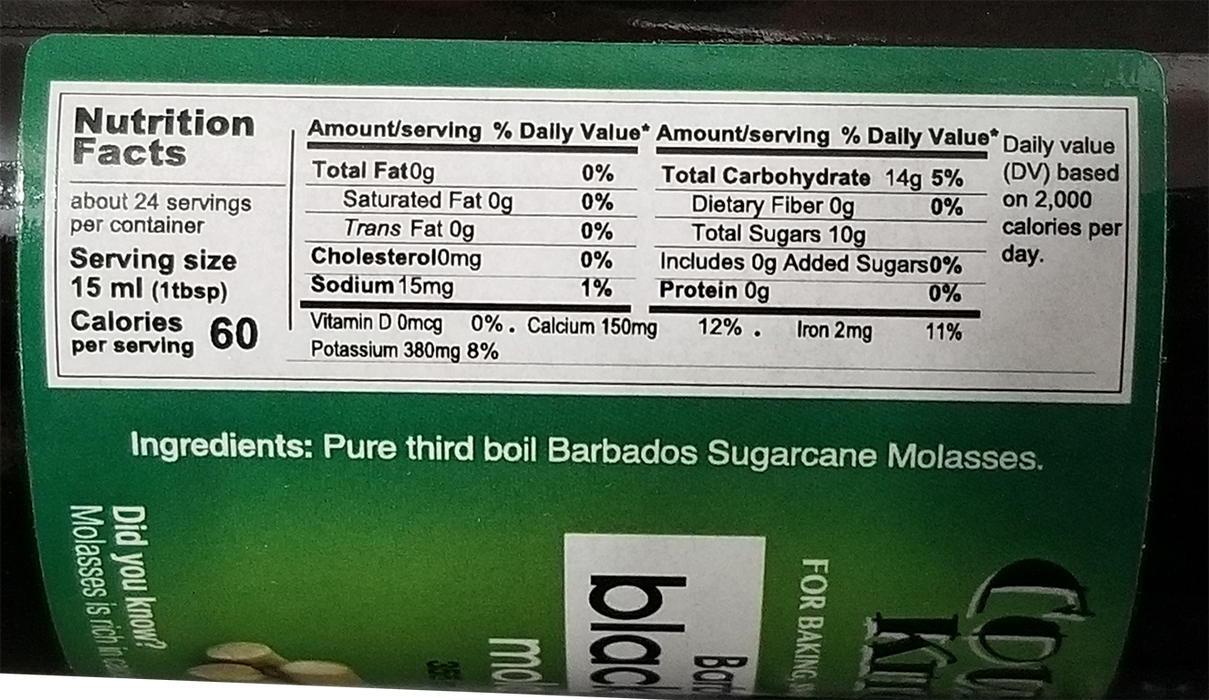 Nutrition
Facts
about 24 servings
per container
Serving size
15 ml (1tbsp)
Calories
per serving 60
Amount/serving % Daily Value*
Total Fat0g 0%
Saturated Fat 0g 0%
Trans Fat 0g 0%
Cholesterol0mg 0%
Sodium 15mg 1%
Amount/serving % Daily Value*
Total Carbohydrate 14g 5%
Dietary Fiber 0g 0%
Total Sugars 10g
Includes 0g Added Sugars0%
Protein 0g 0%
Vitamin D 0mcg 0% . Calcium 150mg 12% . Iron 2mg 11%
Potassium 380mg 8%
Daily value
(DV) based
on 2,000
calories per
day.
Ingredients: Pure third boil Barbados Sugarcane Molasses.
Did you know?
Molasses is rich in
FOR BAKING,